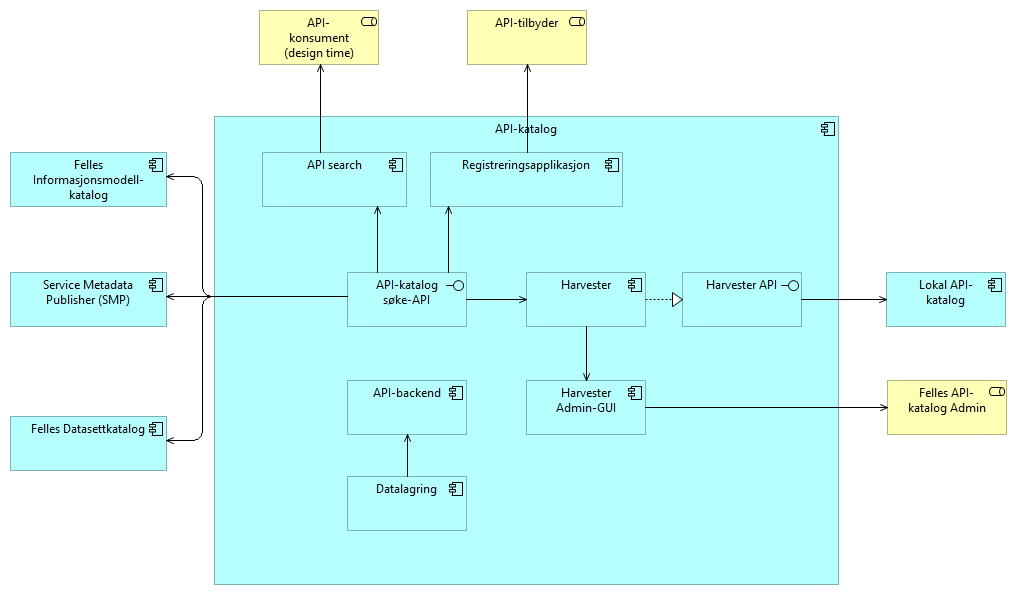 API-
konsument
(design time)
API-tilbyder
API-katalog
Felles
Informasjonsmodell-
katalog
API search
Registreringsapplikasjon
Service Metadata
Publisher (SMP)
API-katalog
søke-API
Harvester
Harvester API
Lokal API-
katalog
API-backend
Harvester
Admin-GUI
Felles API-
katalog Admin
Felles Datasettkatalog
Datalagring